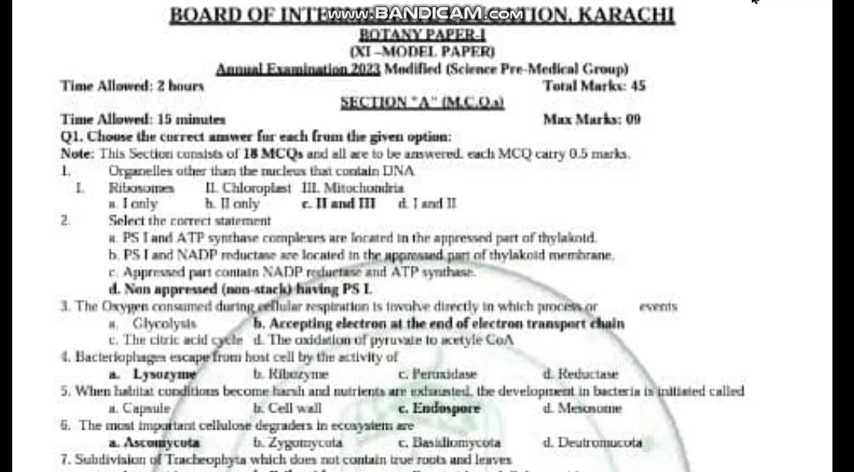 BOARD OF INTERMEDIATE EDUCATION, KARACHI
www.BANDICAM.com
BOTANY PAPER-I
(XI –MODEL PAPER)
Annual Examination 2023 Modified (Science Pre-Medical Group)
Time Allowed: 2 hours Total Marks: 45
SECTION "A" (M.C.Q.s)
Time Allowed: 15 minutes Max Marks: 09
Q1. Choose the correct answer for each from the given option:
Note: This Section consists of 18 MCQs and all are to be answered. each MCQ carry 0.5 marks.
1. Organelles other than the nucleus that contain DNA
I. Ribosomes II. Chloroplast III. Mitochondria
a. I only b. II only c. II and III d. I and II
2. Select the correct statement
a. PS I and ATP synthase complexes are located in the appressed part of thylakoid.
b. PS I and NADP reductase are located in the appressed part of thylakoid membrane.
c. Appressed part contain NADP reductase and ATP synthase.
d. Non appressed (non-stack) having PS I.
3. The Oxygen consumed during cellular respiration is involve directly in which process or events
a. Glycolysis b. Accepting electron at the end of electron transport chain
c. The citric acid cycle d. The oxidation of pyruvate to acetyle CoA
4. Bacteriophages escape from host cell by the activity of
a. Lysozyme b. Ribozyme c. Peroxidase d. Reductase
5. When habitat conditions become harsh and nutrients are exhausted, the development in bacteria is initiated called
a. Capsule b. Cell wall c. Endospore d. Mesosome
6. The most important cellulose degraders in ecosystem are
a. Ascomycota b. Zygomycota c. Basidiomycota d. Deutromucota
7. Subdivision of Tracheophyta which does not contain true roots and leaves